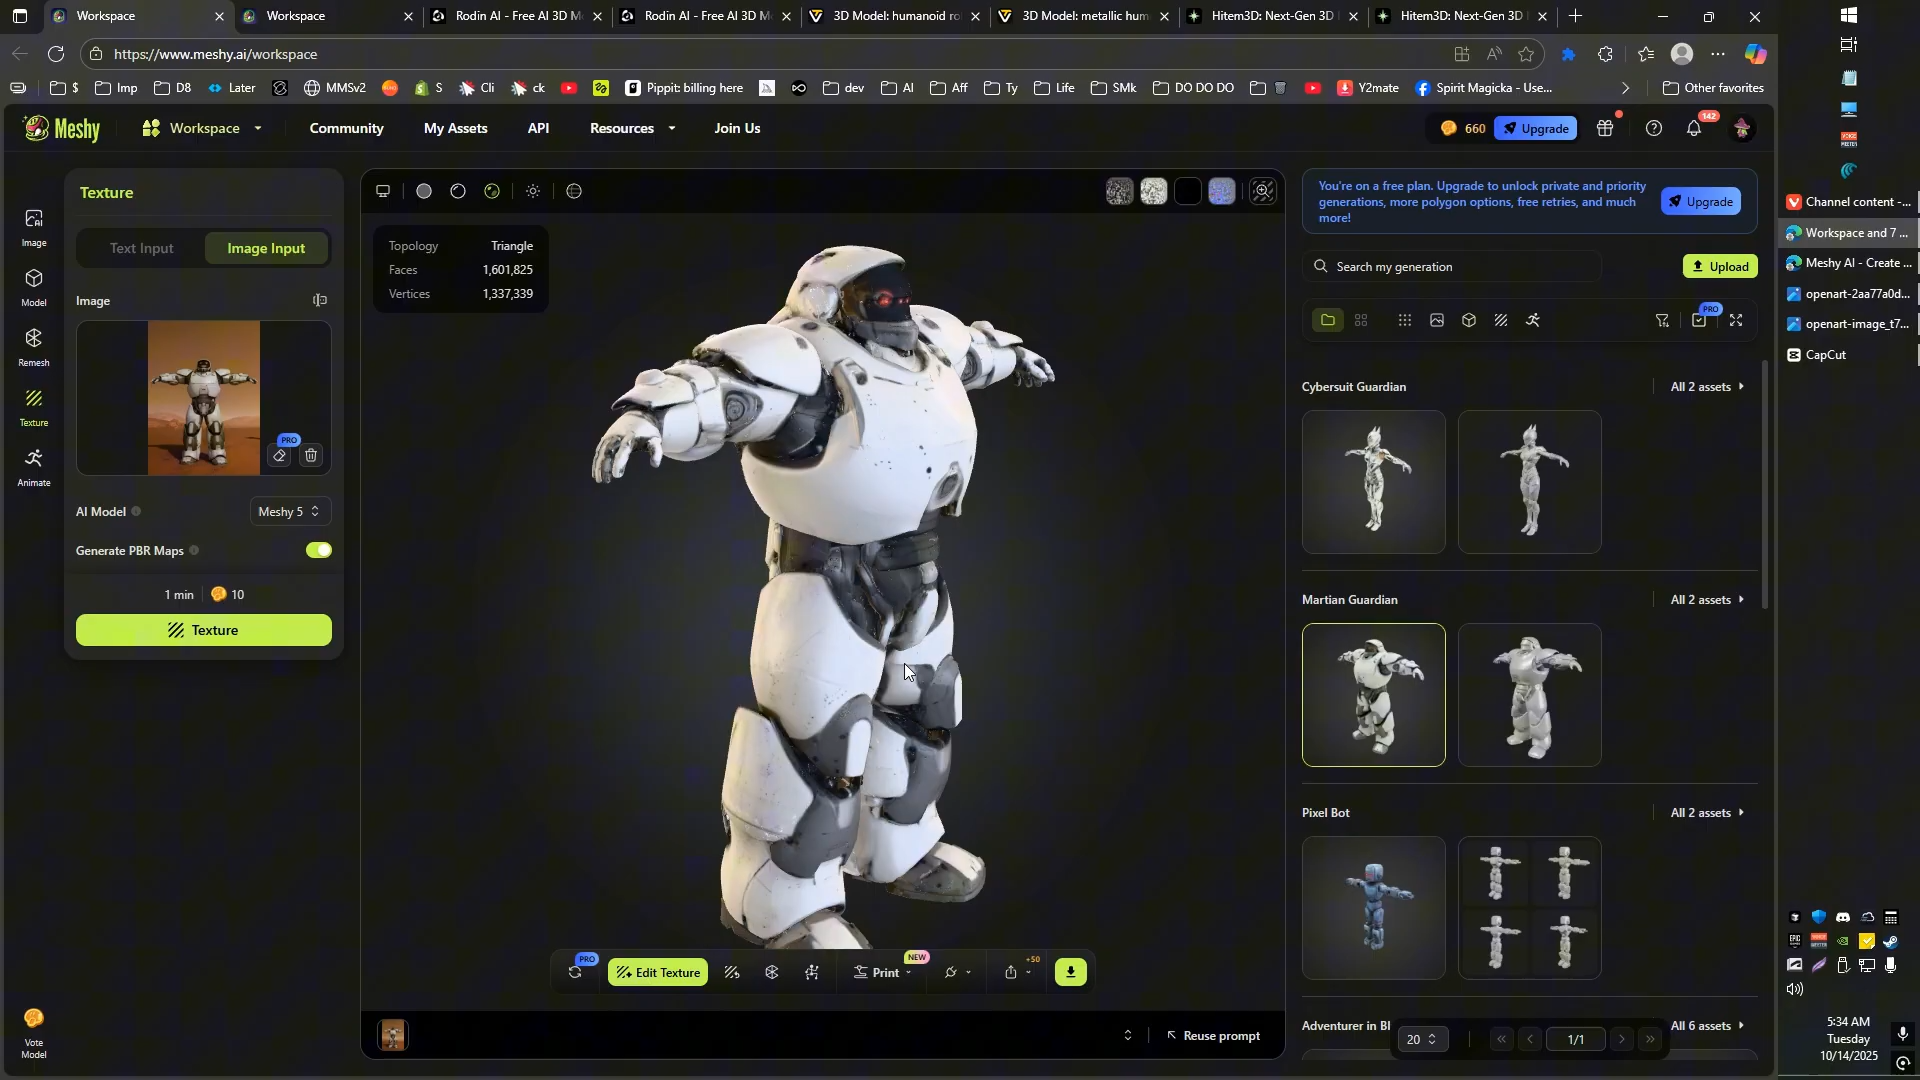 Workspace
Workspace
Rodin AI - Free AI 3D M
Rodin AI - Free AI 3D M
3D Model: humanoid ro
3D Model: metallic hum
Hitem3D: Next-Gen 3D
Hitem3D: Next-Gen 3D
https://www.meshy.ai/workspace
$
Imp
D8
Later
MMSv2
S
Cli
ck
Pippit: billing here
dev
AI
Aff
Ty
Life
SMk
DO DO DO
Y2mate
Spirit Magicka - Use...
Other favorites
Meshy
Workspace
Community
My Assets
API
Resources
Join Us
660
Upgrade
142
Image
Model
Remesh
Texture
Animate
Vote
Model
Texture
Text Input
Image Input
Image
PRO
AI Model
Meshy 5
Generate PBR Maps
1 min
10
Texture
Topology Triangle
Faces 1,601,825
Vertices 1,337,339
PRO
Edit Texture
Print
NEW
+50
Reuse prompt
You're on a free plan. Upgrade to unlock private and priority
generations, more polygon options, free retries, and much
more!
Upgrade
Search my generation
Upload
PRO
Cybersuit Guardian
All 2 assets
Martian Guardian
All 2 assets
Pixel Bot
All 2 assets
Adventurer in Bl
All 6 assets
20
1/1
Channel content -...
Workspace and 7 ...
Meshy AI - Create ...
openart-2aa77a0d...
openart-image_t7...
CapCut
5:34 AM
Tuesday
10/14/2025